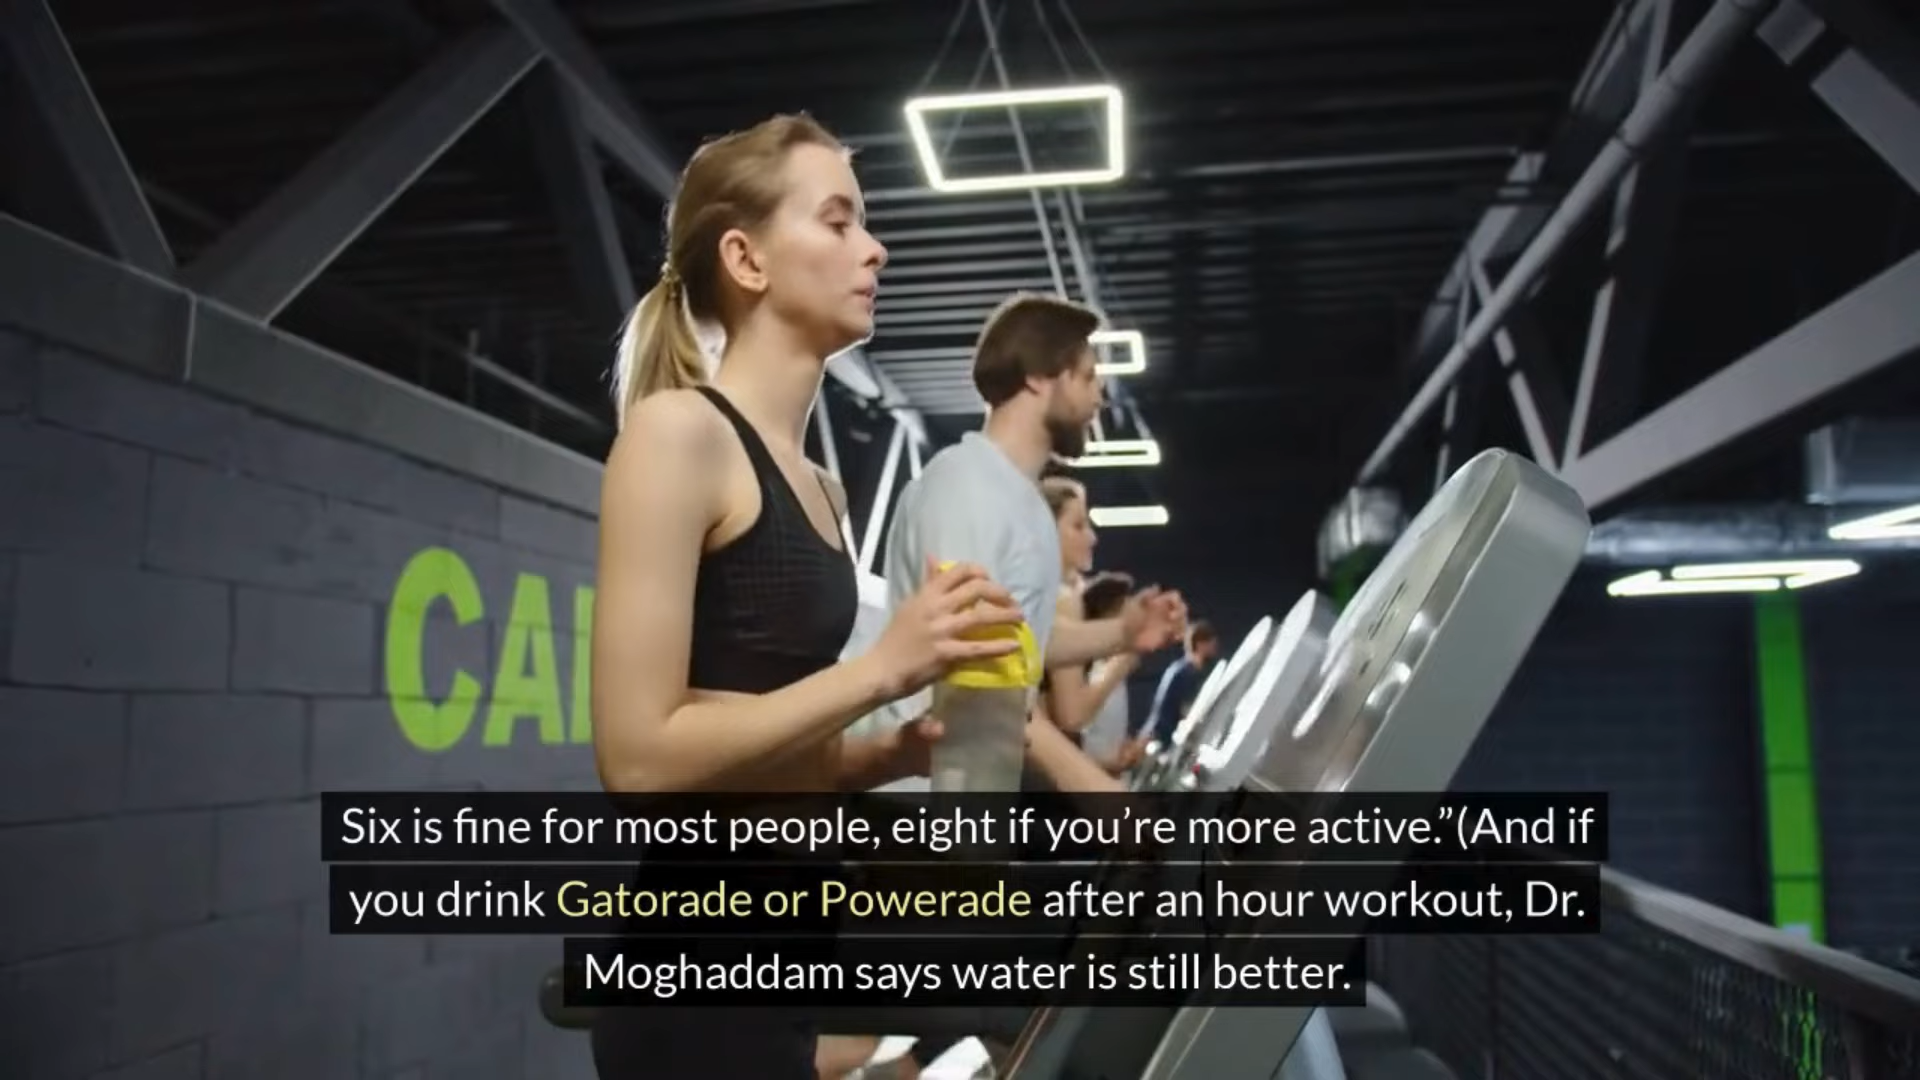 CA
Six is fine for most people, eight if you’re more active.”(And if
you drink Gatorade or Powerade after an hour workout, Dr.
Moghaddam says water is still better.